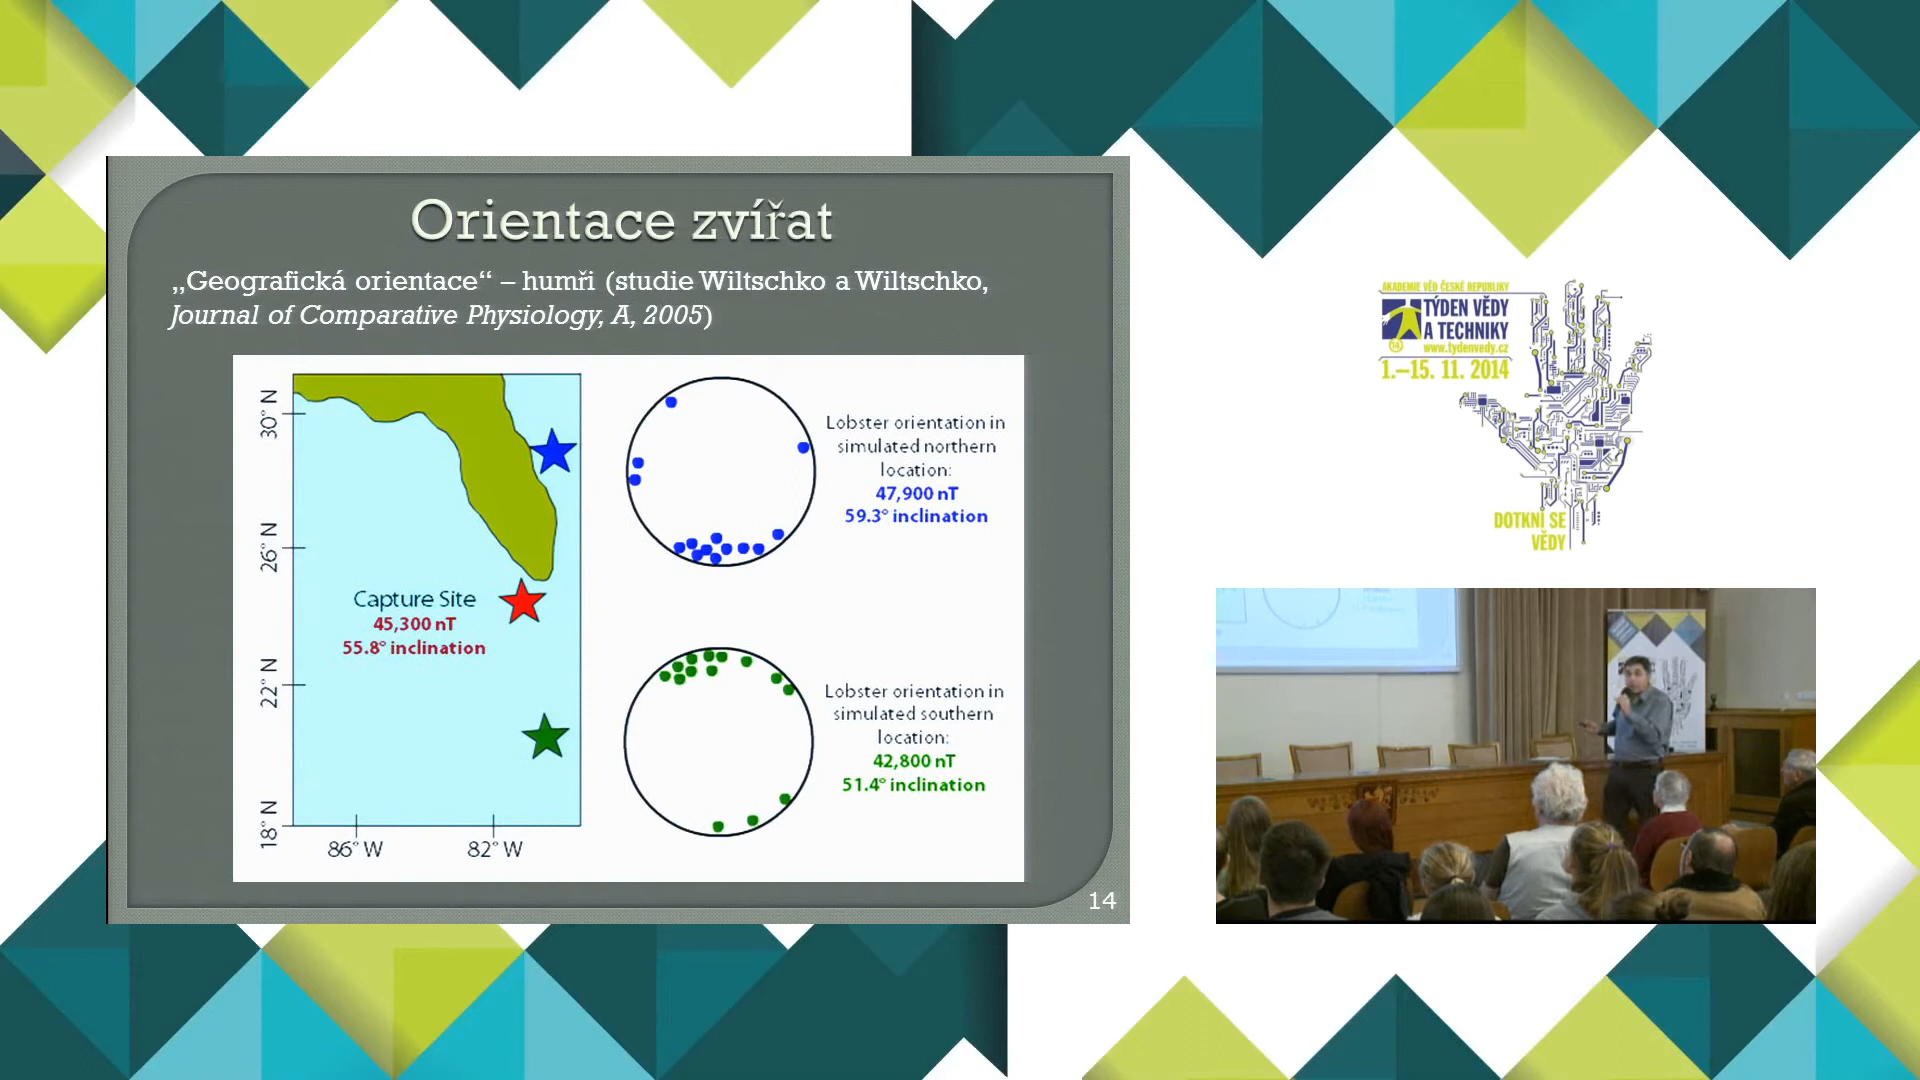 Orientace zvířat
„Geografická orientace“ – humři (studie Wiltschko a Wiltschko,
Journal of Comparative Physiology, A, 2005)
30° N
26° N
22° N
18° N
86° W
82° W
Capture Site
45,300 nT
55.8° inclination
Lobster orientation in
simulated northern
location:
47,900 nT
59.3° inclination
Lobster orientation in
simulated southern
location:
42,800 nT
51.4° inclination
14
AKADEMIE VĚD ČESKÉ REPUBLIKY
TÝDEN VĚDY
A TECHNIKY
www.tydenvedy.cz
1.–15. 11. 2014
DOTKNI SE
VĚDY